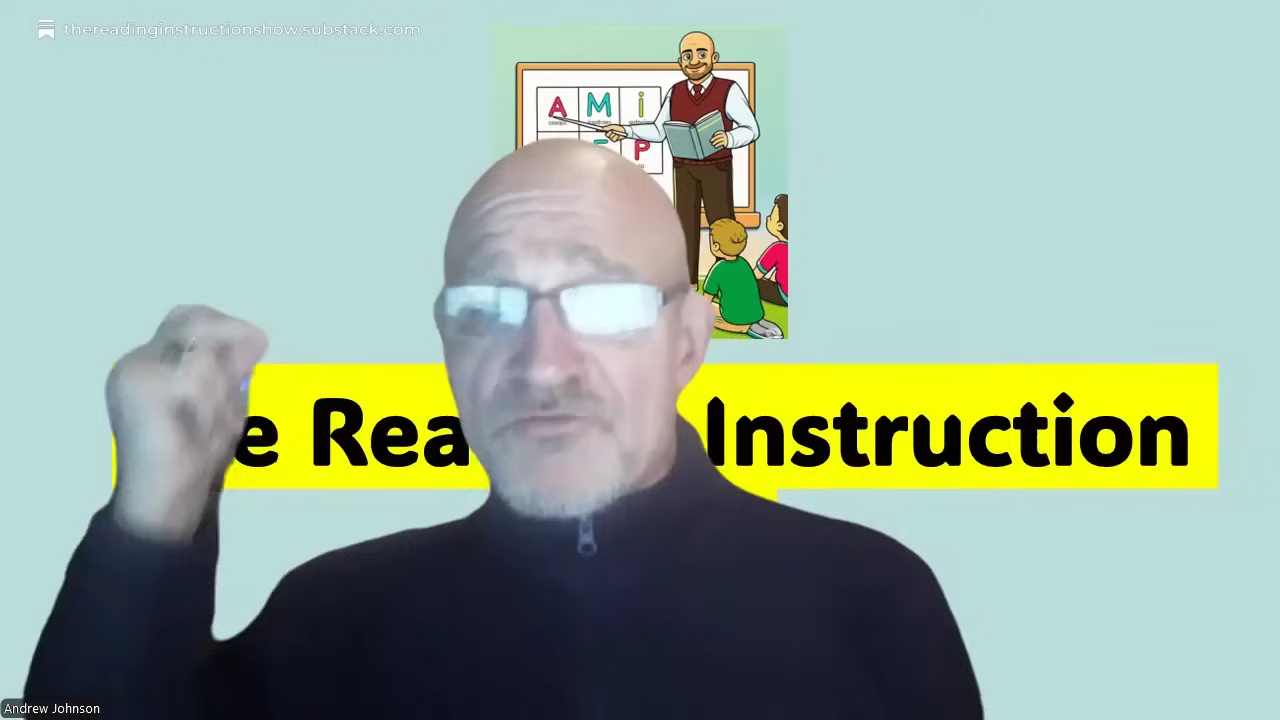 thereadinginstructionshow.substack.com
A M i
P
e Rea Instruction
Andrew Johnson